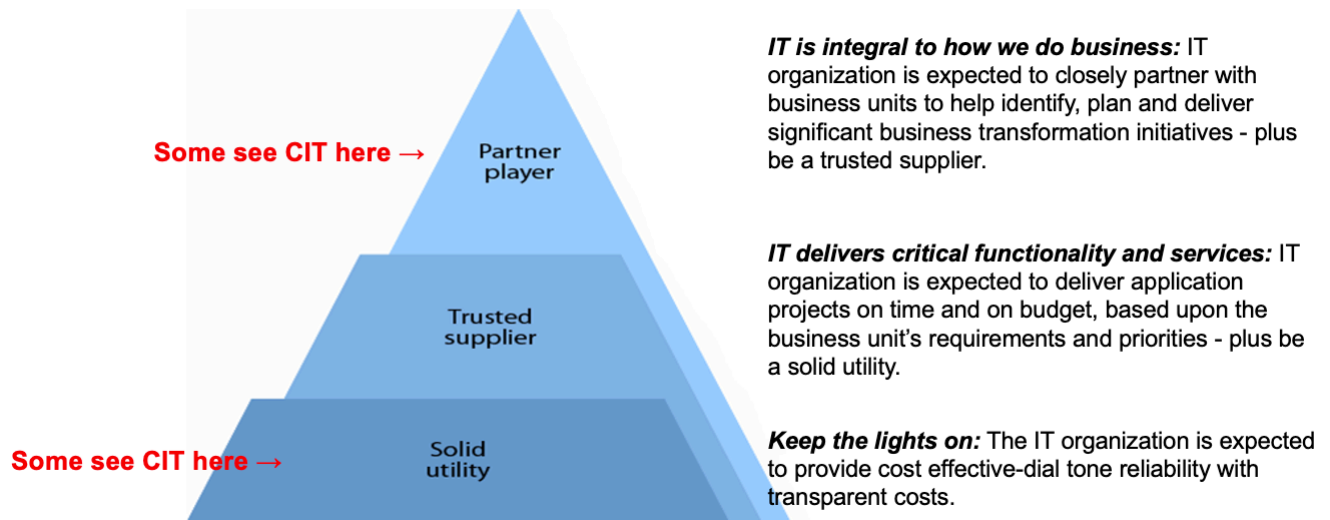 IT is integral to how we do business: IT
organization is expected to closely partner with
business units to help identify, plan and deliver
significant business transformation initiatives - plus
be a trusted supplier.
Some see CIT here →
Partner
player
IT delivers critical functionality and services: IT
organization is expected to deliver application
projects on time and on budget, based upon the
business unit’s requirements and priorities - plus be
a solid utility.
Trusted
supplier
Keep the lights on: The IT organization is expected
to provide cost effective-dial tone reliability with
transparent costs.
Some see CIT here →
Solid
utility